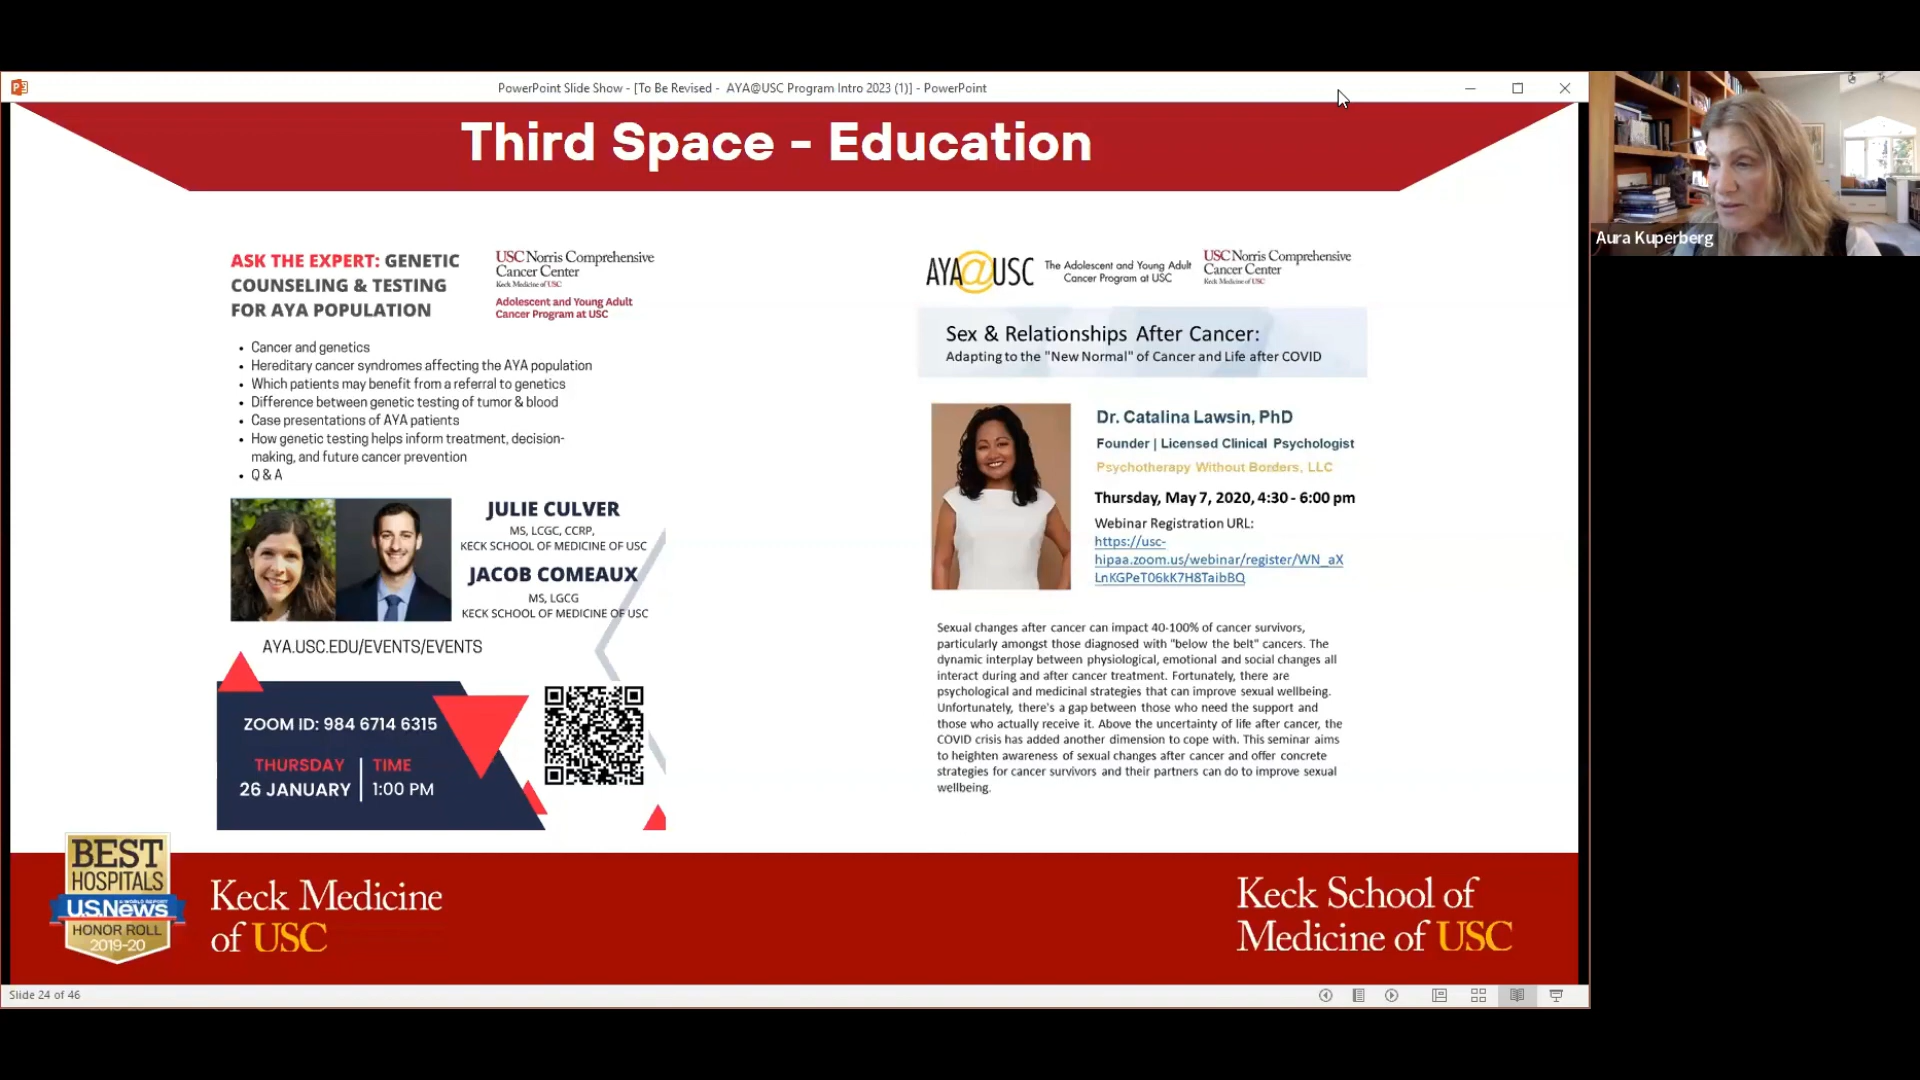 PowerPoint Slide Show - [To Be Revised - AYA@USC Program Intro 2023 (1)] - PowerPoint
Third Space - Education
ASK THE EXPERT: GENETIC
COUNSELING & TESTING
FOR AYA POPULATION
USC Norris Comprehensive
Cancer Center
Keck Medicine of USC
Adolescent and Young Adult
Cancer Program at USC
• Cancer and genetics
• Hereditary cancer syndromes affecting the AYA population
• Which patients may benefit from a referral to genetics
• Difference between genetic testing of tumor & blood
• Case presentations of AYA patients
• How genetic testing helps inform treatment, decision-
making, and future cancer prevention
• Q & A
JULIE CULVER
MS, LCGC, CCRP,
KECK SCHOOL OF MEDICINE OF USC
JACOB COMEAUX
MS, LGCG
KECK SCHOOL OF MEDICINE OF USC
AYA.USC.EDU/EVENTS/EVENTS
ZOOM ID: 984 6714 6315
THURSDAY
26 JANUARY
TIME
1:00 PM
AYA@USC
The Adolescent and Young Adult
Cancer Program at USC
USC Norris Comprehensive
Cancer Center
Keck Medicine of USC
Sex & Relationships After Cancer:
Adapting to the "New Normal" of Cancer and Life after COVID
Dr. Catalina Lawsin, PhD
Founder | Licensed Clinical Psychologist
Psychotherapy Without Borders, LLC
Thursday, May 7, 2020, 4:30 - 6:00 pm
Webinar Registration URL:
https://usc-
hipaa.zoom.us/webinar/register/WN_aX
LnKGPeT06kK7H8TaibBQ
Sexual changes after cancer can impact 40-100% of cancer survivors,
particularly amongst those diagnosed with "below the belt" cancers. The
dynamic interplay between physiological, emotional and social changes all
interact during and after cancer treatment. Fortunately, there are
psychological and medicinal strategies that can improve sexual wellbeing.
Unfortunately, there's a gap between those who need the support and
those who actually receive it. Above the uncertainty of life after cancer, the
COVID crisis has added another dimension to cope with. This seminar aims
to heighten awareness of sexual changes after cancer and offer concrete
strategies for cancer survivors and their partners can do to improve sexual
wellbeing.
BEST
HOSPITALS
U.S.News
HONOR ROLL
2019-20
Keck Medicine
of USC
Keck School of
Medicine of USC
Slide 24 of 46
Aura Kuperberg